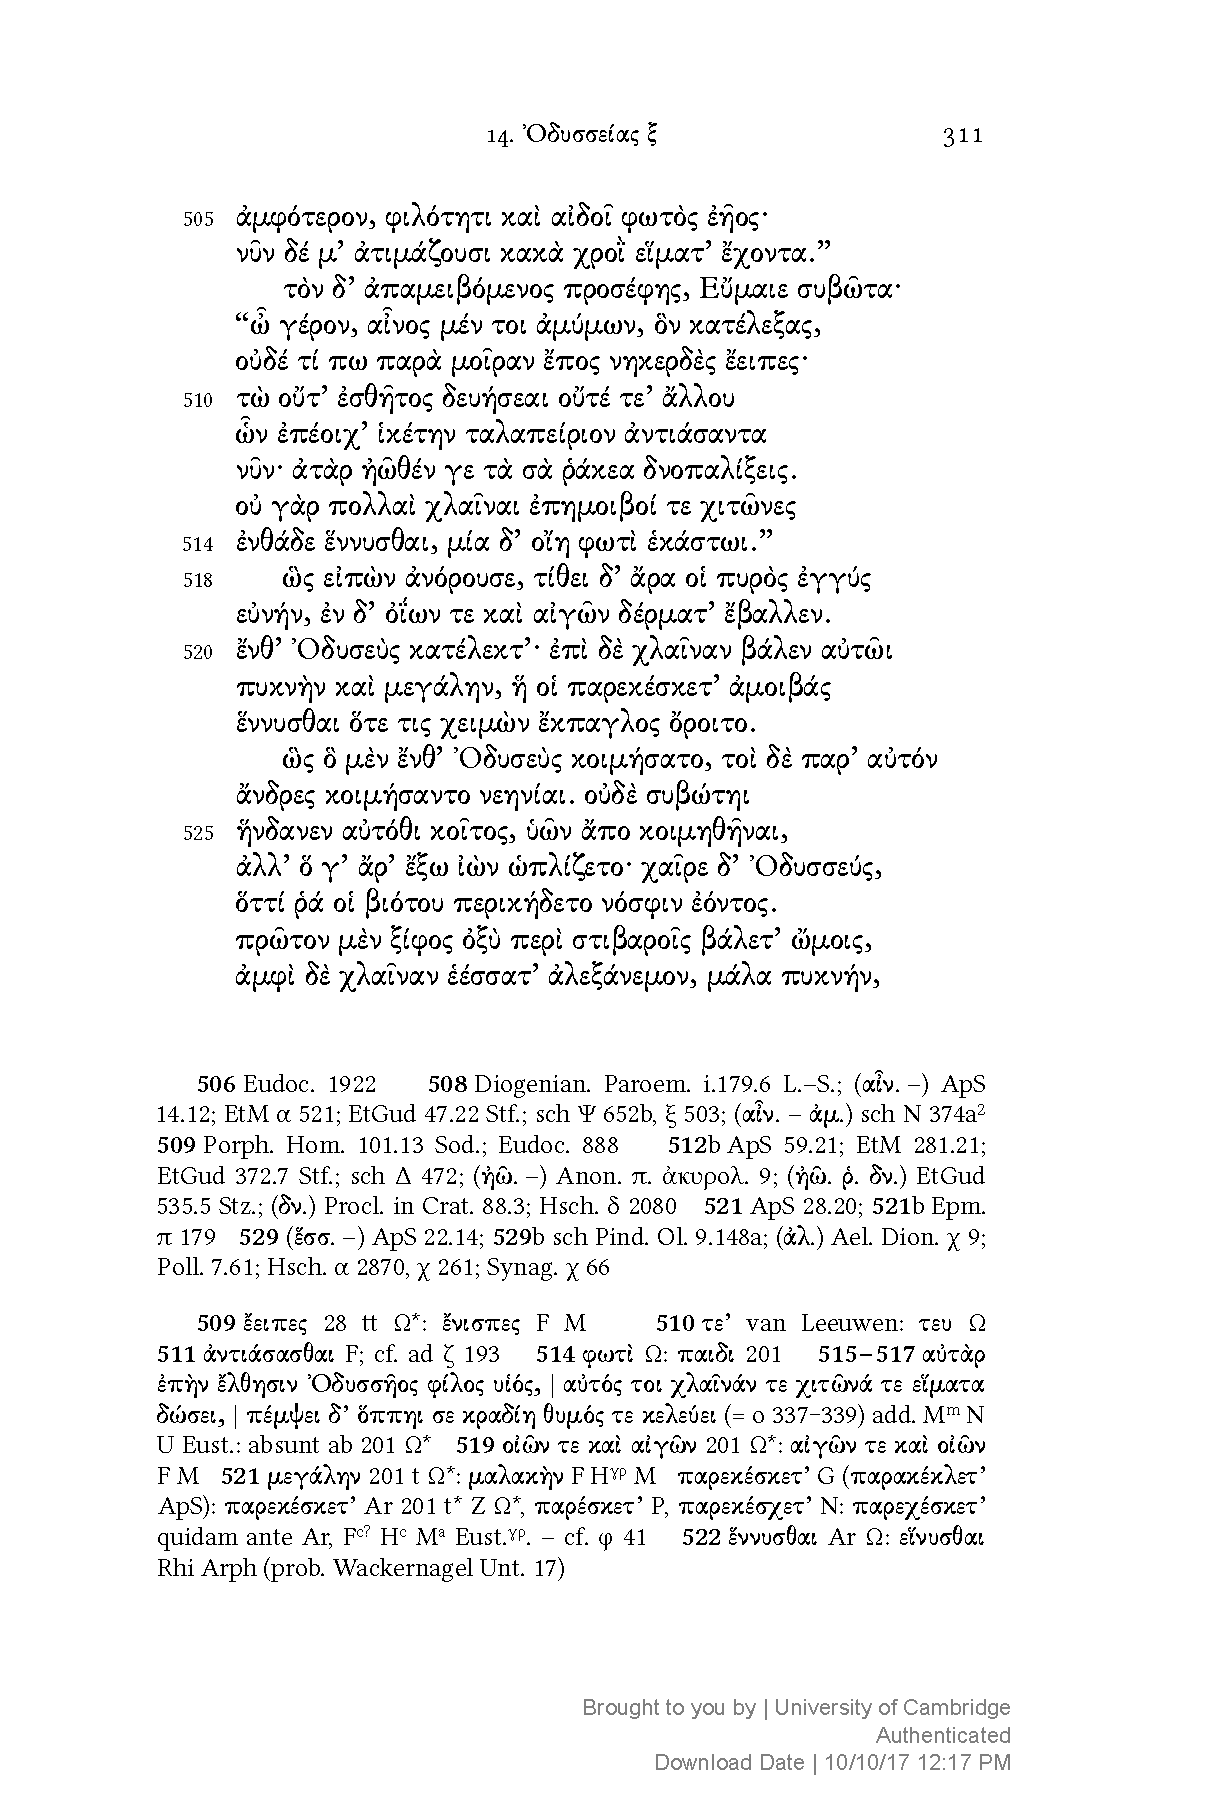 14. Ὀδυσσείας ξ 311
505 ἀμφότερον, φιλότητι καὶ αἰδοῖ φωτὸς ἐῆος·
νῦν δέ μ’ ἀτιμάζουσι κακὰ χροῒ εἵματ’ ἔχοντα.”
τὸν δ’ ἀπαμειβόμενος προσέφης, Εὔμαιε συβῶτα·
“ὦ γέρον, αἶνος μέν τοι ἀμύμων, ὃν κατέλεξας,
οὐδέ τί πω παρὰ μοῖραν ἔπος νηκερδὲς ἔειπες·
510 τὼ οὔτ’ ἐσθῆτος δευήσεαι οὔτέ τε’ ἄλλου
ὧν ἐπέοιχ’ ἱκέτην ταλαπείριον ἀντιάσαντα
νῦν· ἀτὰρ ἠῶθέν γε τὰ σὰ ῥάκεα δνοπαλίξεις.
οὐ γὰρ πολλαὶ χλαῖναι ἐπημοιβοί τε χιτῶνες
514 ἐνθάδε ἕννυσθαι, μία δ’ οἴη φωτὶ ἑκάστωι.”
518 ὣς εἰπὼν ἀνόρουσε, τίθει δ’ ἄρα οἱ πυρὸς ἐγγύς
εὐνήν, ἐν δ’ ὀΐων τε καὶ αἰγῶν δέρματ’ ἔβαλλεν.
520 ἔνθ’ Ὀδυσεὺς κατέλεκτ’· ἐπὶ δὲ χλαῖναν βάλεν αὐτῶι
πυκνὴν καὶ μεγάλην, ἥ οἱ παρεκέσκετ’ ἀμοιβάς
ἕννυσθαι ὅτε τις χειμὼν ἔκπαγλος ὄροιτο.
ὣς ὃ μὲν ἔνθ’ Ὀδυσεὺς κοιμήσατο, τοὶ δὲ παρ’ αὐτόν
ἄνδρες κοιμήσαντο νεηνίαι. οὐδὲ συβώτηι
525 ἥνδανεν αὐτόθι κοῖτος, ὑῶν ἄπο κοιμηθῆναι,
ἀλλ’ ὅ γ’ ἄρ’ ἔξω ἰὼν ὡπλίζετο· χαῖρε δ’ Ὀδυσσεύς,
ὅττί ῥά οἱ βιότου περικήδετο νόσφιν ἐόντος.
πρῶτον μὲν ξίφος ὀξὺ περὶ στιβαροῖς βάλετ’ ὤμοις,
ἀμφὶ δὲ χλαῖναν ἑέσσατ’ ἀλεξάνεμον, μάλα πυκνήν,
506 Eudoc. 1922 508 Diogenian. Paroem. i.179.6 L.–S.; (αἶν. –) ApS
14.12; EtM α 521; EtGud 47.22 Stf.; sch Ψ 652b, ξ 503; (αἶν. – ἀμ.) sch N 374a²
509 Porph. Hom. 101.13 Sod.; Eudoc. 888 512b ApS 59.21; EtM 281.21;
EtGud 372.7 Stf.; sch Δ 472; (ἠῶ. –) Anon. π. ἀκυρολ. 9; (ἠῶ. ῥ. δν.) EtGud
535.5 Stz.; (δν.) Procl. in Crat. 88.3; Hsch. δ 2080 521 ApS 28.20; 521b Epm.
π 179 529 (ἕσσ. –) ApS 22.14; 529b sch Pind. Ol. 9.148a; (ἀλ.) Ael. Dion. χ 9;
Poll. 7.61; Hsch. α 2870, χ 261; Synag. χ 66
509 ἔειπες 28 tt Ω*: ἔνισπες F M 510 τε’ van Leeuwen: τευ Ω
511 ἀντιάσασθαι F; cf. ad ζ 193 514 φωτὶ Ω: παιδι 201 515–517 αὐτὰρ
ἐπὴν ἔλθησιν Ὀδυσσῆος φίλος υἱός, | αὐτός τοι χλαῖνάν τε χιτῶνά τε εἵματα
δώσει, | πέμψει δ’ ὅππηι σε κραδίη θυμός τε κελεύει (= ο 337–339) add. Mᵐ N
U Eust.: absunt ab 201 Ω* 519 οἰῶν τε καὶ αἰγῶν 201 Ω*: αἰγῶν τε καὶ οἰῶν
F M 521 μεγάλην 201 t Ω*: μαλακὴν F Hᵞᵖ M παρεκέσκετ’ G (παρακέκλετ’
ApS): παρεκέσκετ’ Ar 201 t* Z Ω*, παρέσκετ’ P, παρεκέσχετ’ N: παρεχέσκετ’
quidam ante Ar, Fᶜ? Hᶜ Mᵃ Eust.ᵞᵖ. – cf. φ 41 522 ἕννυσθαι Ar Ω: εἵνυσθαι
Rhi Arph (prob. Wackernagel Unt. 17)
Brought to you by | University of Cambridge
Authenticated
Download Date | 10/10/17 12:17 PM